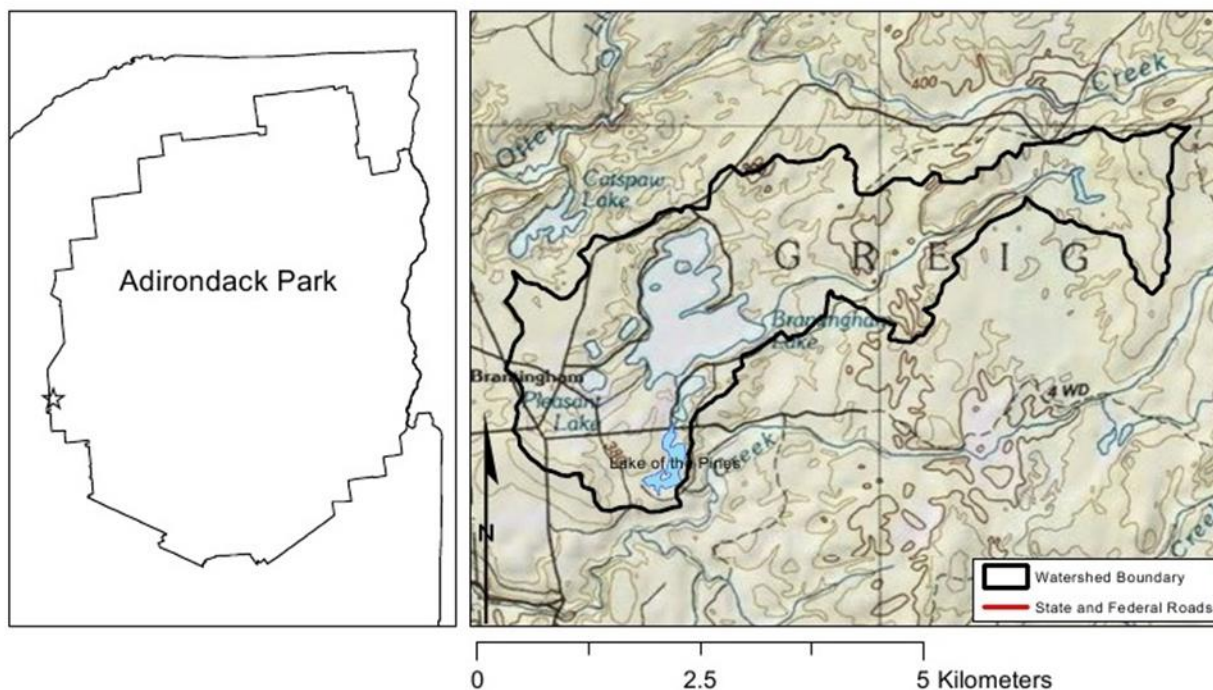 Adirondack Park
400
Creek
Otter
Catspaw
Lake
G R E I G
Brantingham
Lake
Brantingham
Pleasant
Lake
4 WD
Lake of the Pines
Creek
Creek
N
Watershed Boundary
State and Federal Roads
0 2.5 5 Kilometers